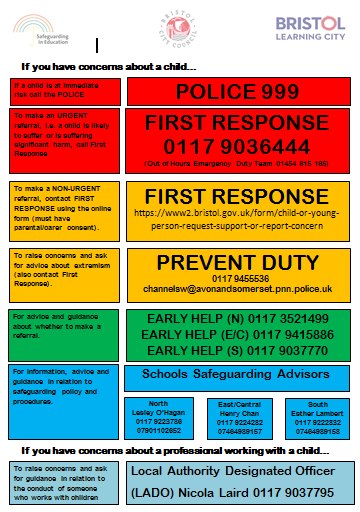 Safeguarding
in Education
BRISTOL
CITY COUNCIL
BRISTOL
LEARNING CITY
If you have concerns about a child...
If a child is at immediate
risk call the POLICE
POLICE 999
To make an URGENT
referral, i.e. a child is likely
to suffer or is suffering
significant harm, call First
Response
FIRST RESPONSE
0117 9036444
(Out of Hours Emergency Duty Team 01454 615 165)
To make a NON-URGENT
referral, contact FIRST
RESPONSE using the online
form (must have
parental/carer consent).
FIRST RESPONSE
https://www2.bristol.gov.uk/form/child-or-young-
person-request-support-or-report-concern
To raise concerns and ask
for advice about extremism
(also contact First
Response).
PREVENT DUTY
0117 9455536
channelsw@avonandsomerset.pnn.police.uk
For advice and guidance
about whether to make a
referral.
EARLY HELP (N) 0117 3521499
EARLY HELP (E/C) 0117 9415886
EARLY HELP (S) 0117 9037770
For information, advice and
guidance in relation to
safeguarding policy and
procedures.
Schools Safeguarding Advisors
North
Lesley O'Hagan
0117 9223786
07901102652
East/Central
Henry Chan
0117 9224282
07464989157
South
Esther Lambert
0117 9222832
07464989158
If you have concerns about a professional working with a child...
To raise concerns and ask
for guidance in relation to
the conduct of someone
who works with children
Local Authority Designated Officer
(LADO) Nicola Laird 0117 9037795